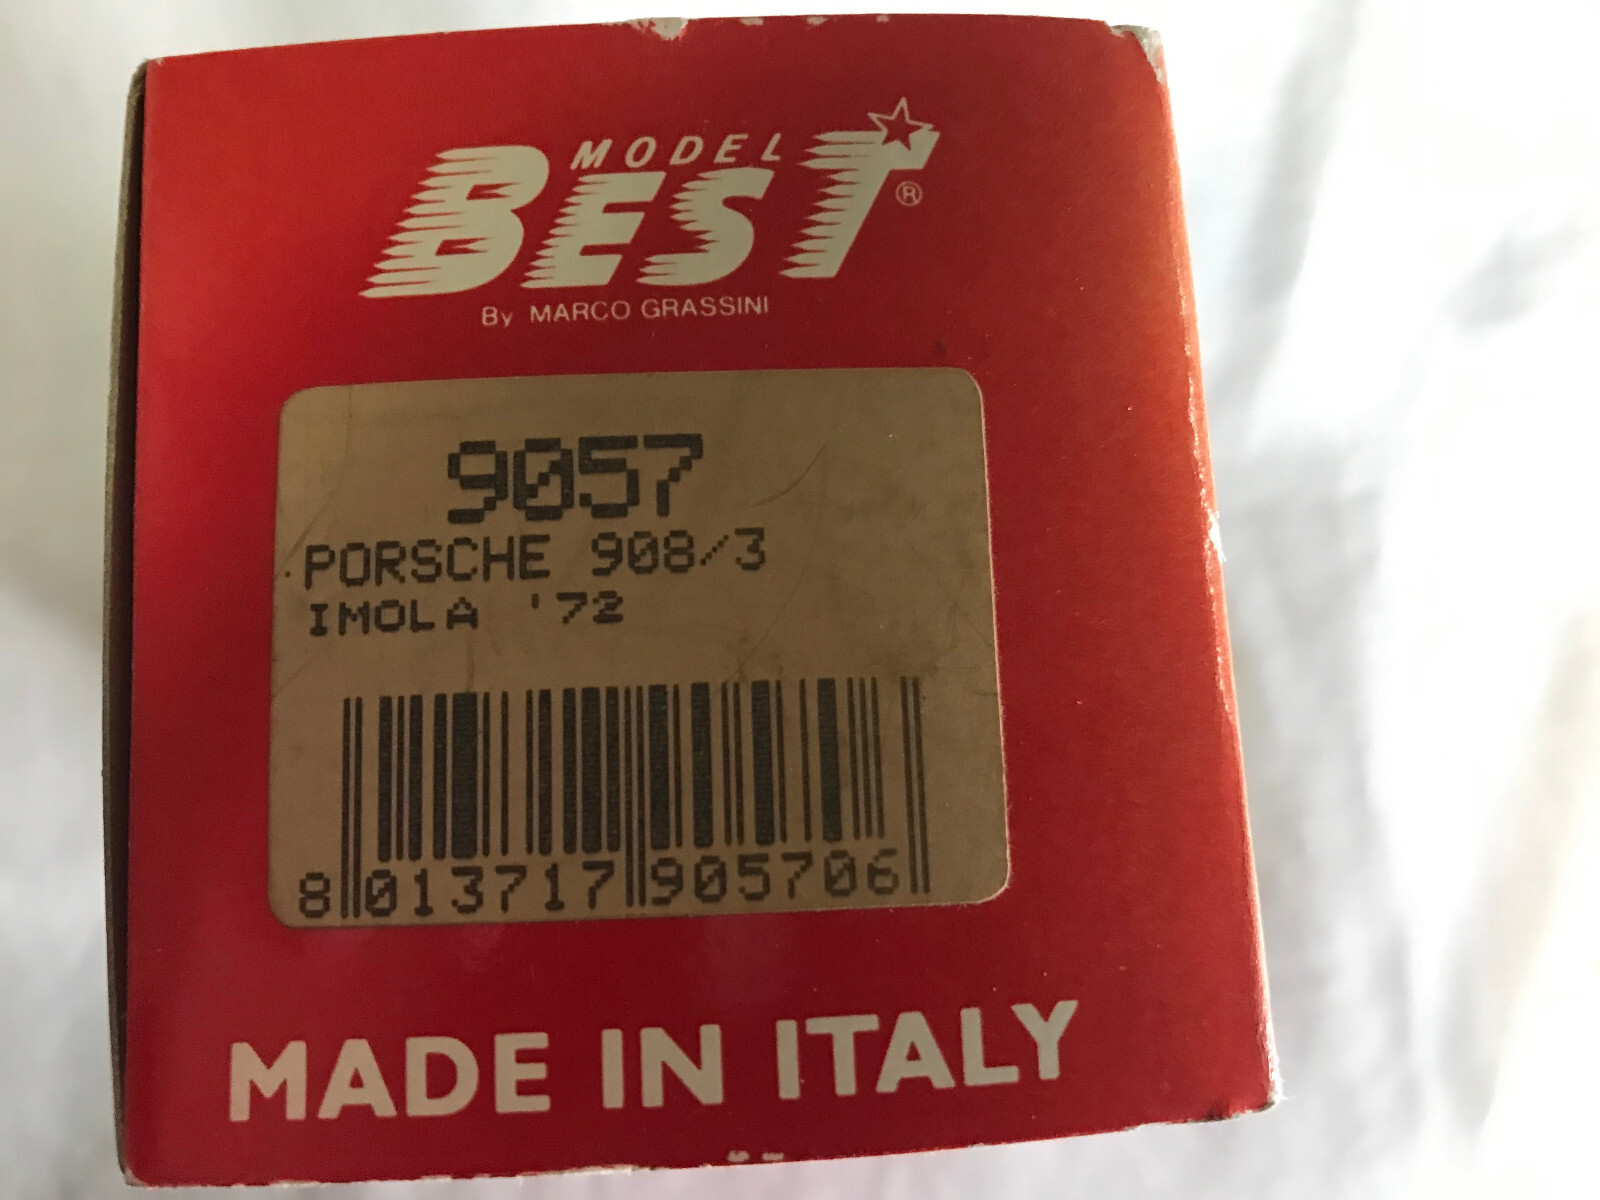 MODEL
BEST®
By MARCO GRASSINI
9057
PORSCHE 908/3
IMOLA '72
8 013717 905706
MADE IN ITALY